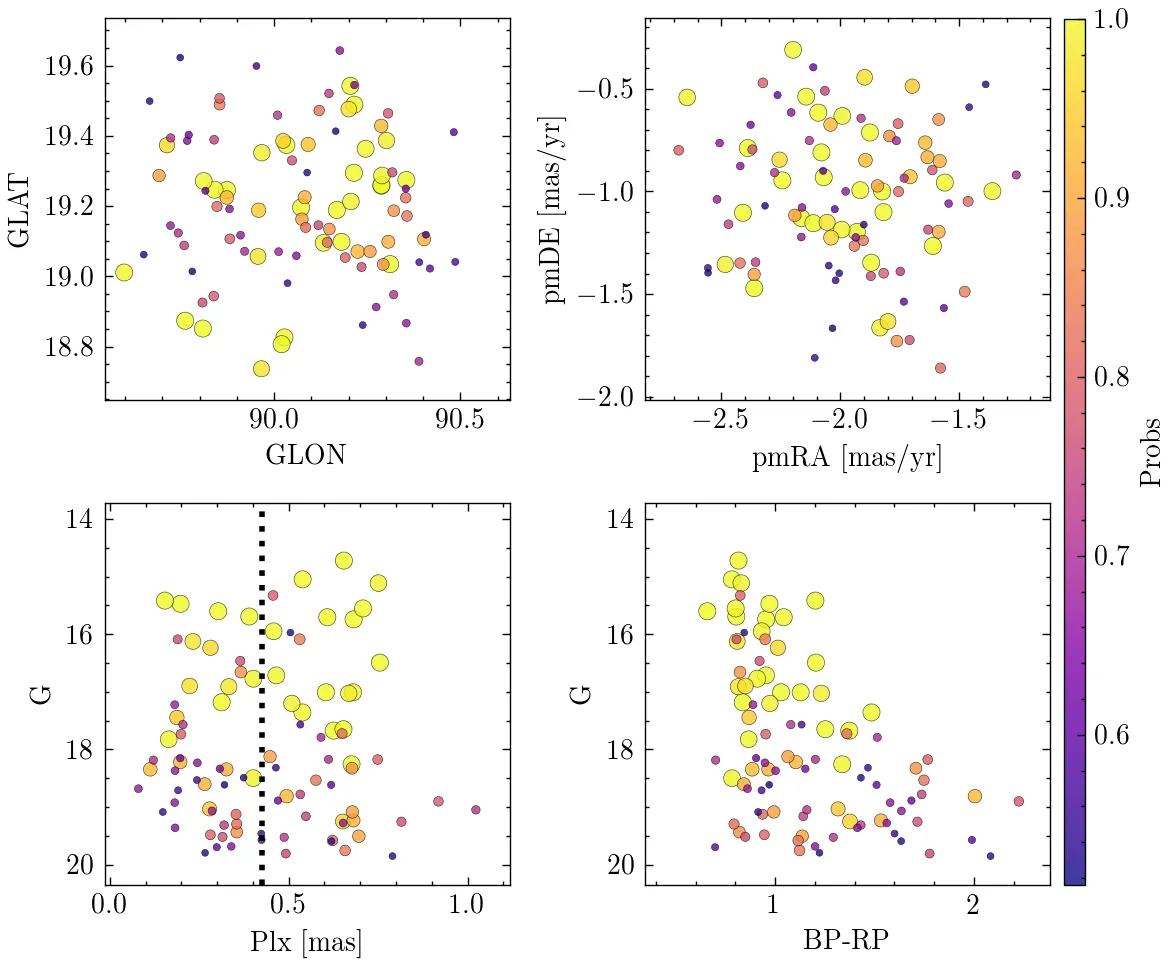 19.6
19.4
19.2
19.0
18.8
GLAT
90.0 90.5
GLON
−0.5
−1.0
−1.5
−2.0
pmDE [mas/yr]
−2.5 −2.0 −1.5
pmRA [mas/yr]
1.0
0.9
0.8
0.7
0.6
Probs
14
16
18
20
G
0.0 0.5 1.0
Plx [mas]
14
16
18
20
G
1 2
BP-RP